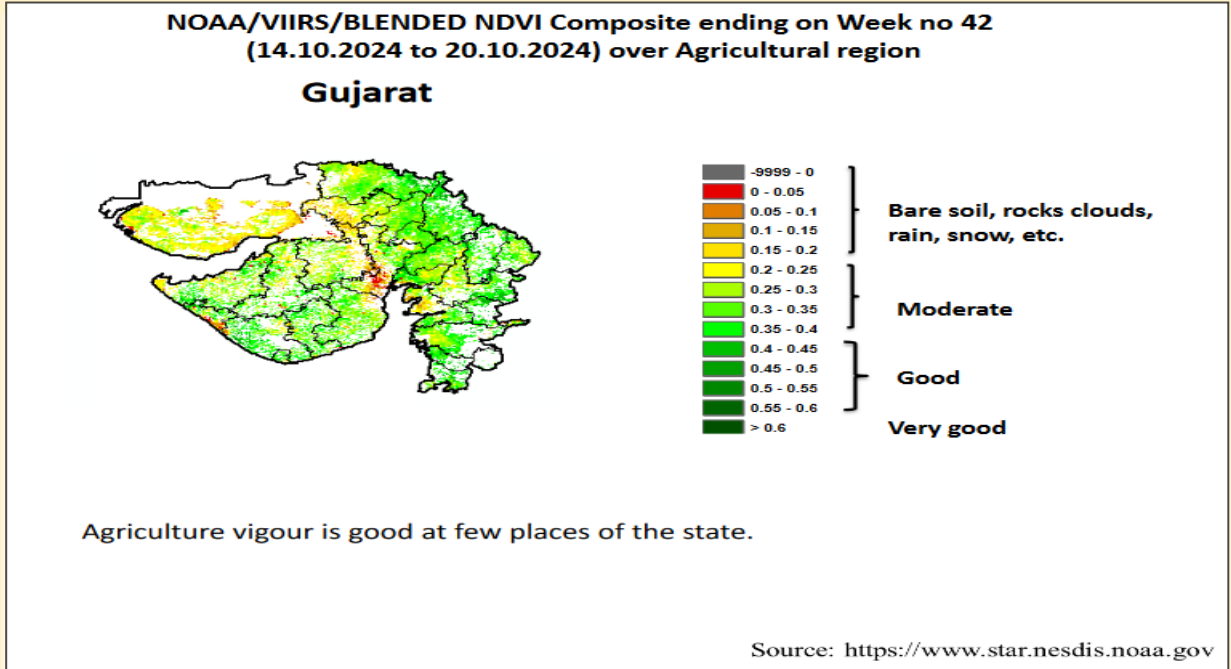 NOAA/VIIRS/BLENDED NDVI Composite ending on Week no 42
(14.10.2024 to 20.10.2024) over Agricultural region
Gujarat
-9999 - 0
0 - 0.05
0.05 - 0.1
0.1 - 0.15
0.15 - 0.2
0.2 - 0.25
0.25 - 0.3
0.3 - 0.35
0.35 - 0.4
0.4 - 0.45
0.45 - 0.5
0.5 - 0.55
0.55 - 0.6
> 0.6
Bare soil, rocks clouds,
rain, snow, etc.
Moderate
Good
Very good
Agriculture vigour is good at few places of the state.
Source: https://www.star.nesdis.noaa.gov